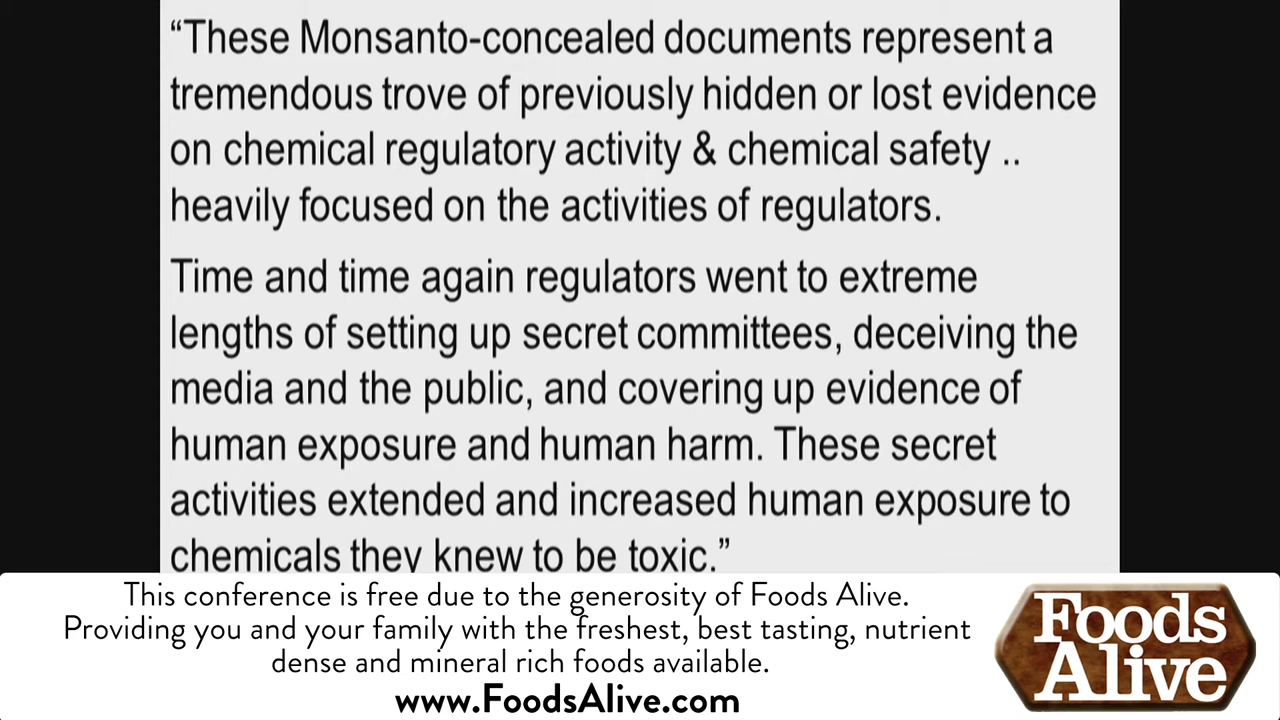 “These Monsanto-concealed documents represent a
tremendous trove of previously hidden or lost evidence
on chemical regulatory activity & chemical safety ..
heavily focused on the activities of regulators.
Time and time again regulators went to extreme
lengths of setting up secret committees, deceiving the
media and the public, and covering up evidence of
human exposure and human harm. These secret
activities extended and increased human exposure to
chemicals they knew to be toxic.”
This conference is free due to the generosity of Foods Alive.
Providing you and your family with the freshest, best tasting, nutrient
dense and mineral rich foods available.
www.FoodsAlive.com
Foods
Alive